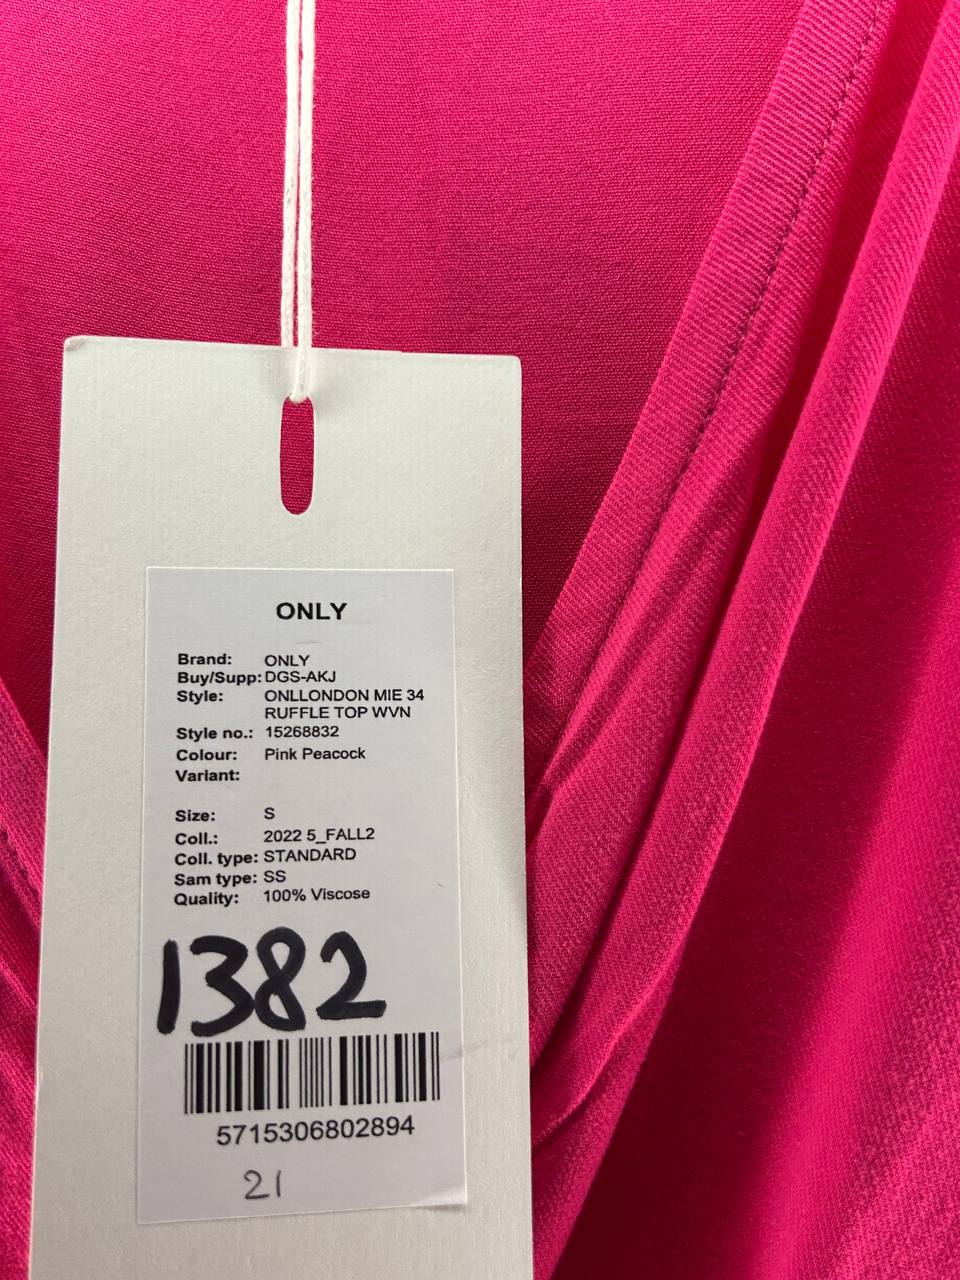 ONLY
Brand: ONLY
Buy/Supp: DGS-AKJ
Style: ONLLONDON MIE 34
RUFFLE TOP WVN
Style no.: 15268832
Colour: Pink Peacock
Variant:
Size: S
Coll.: 2022 5_FALL2
Coll. type: STANDARD
Sam type: SS
Quality: 100% Viscose
1382
5715306802894
21